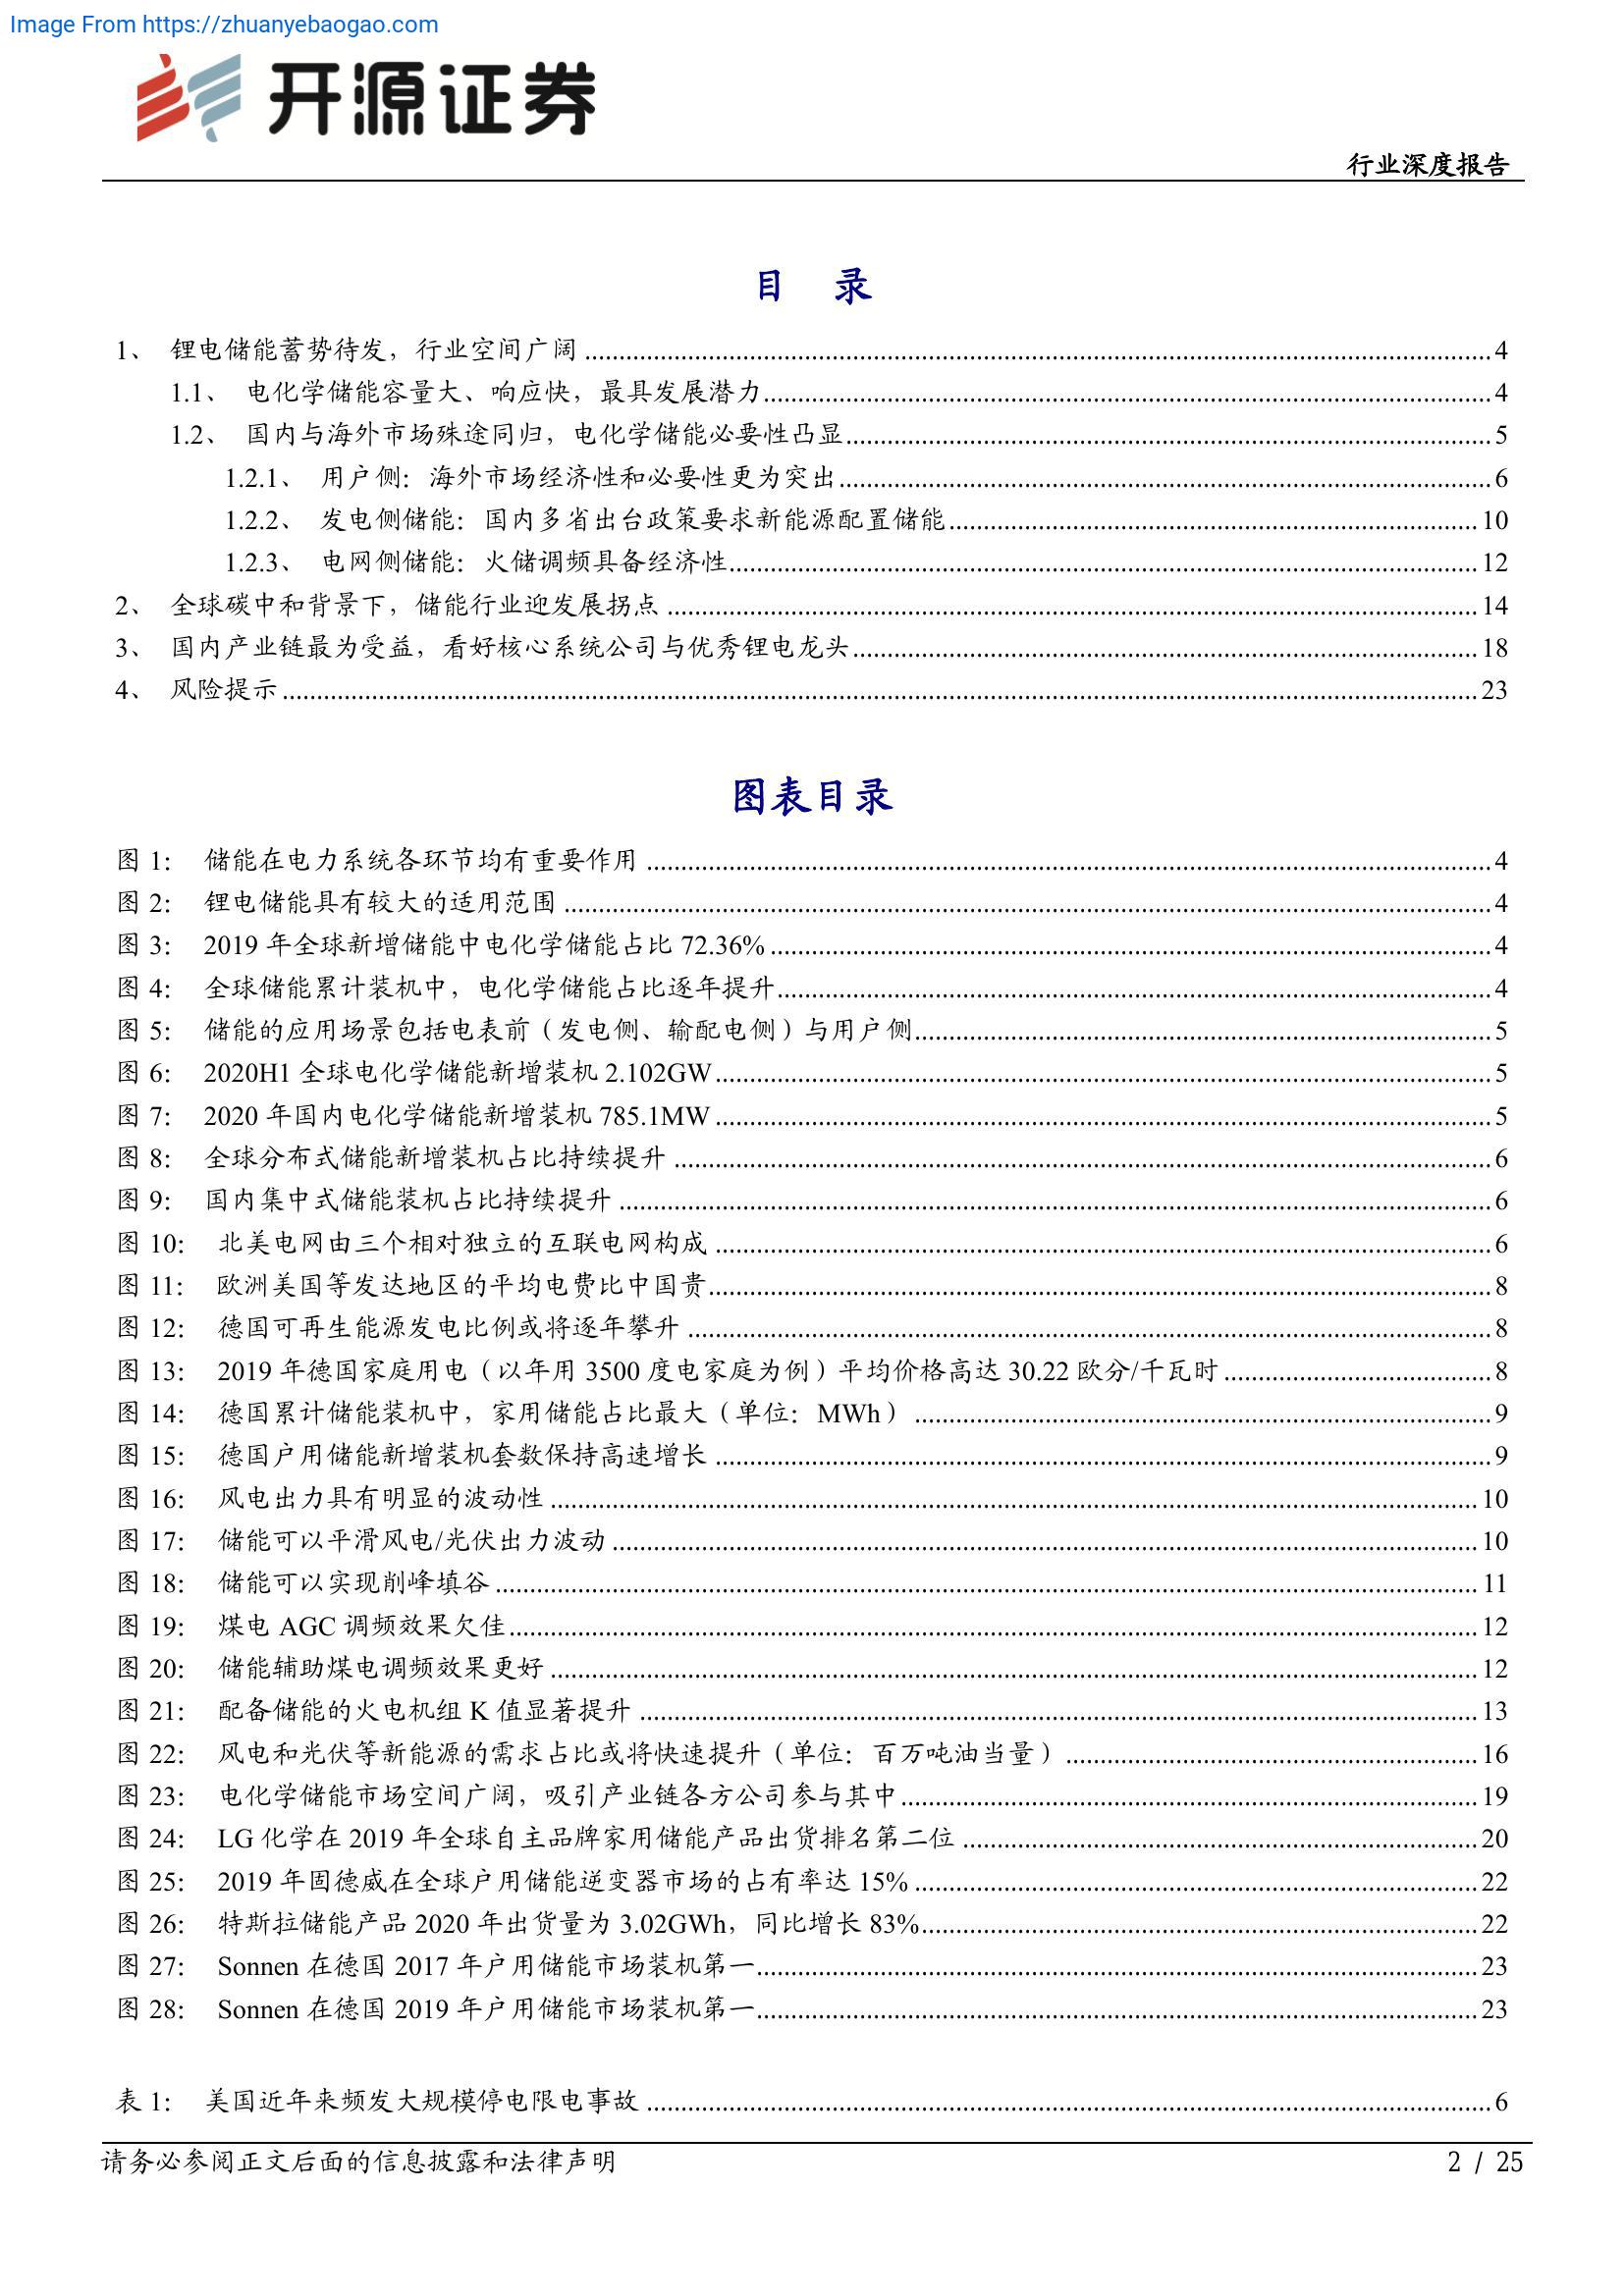 Image From https://zhuanyebaogao.com
开源证券
行业深度报告
目 录
1、 锂电储能蓄势待发，行业空间广阔 ........ 4
1.1、 电化学储能容量大、响应快，最具发展潜力 ........ 4
1.2、 国内与海外市场殊途同归，电化学储能必要性凸显 ........ 5
1.2.1、 用户侧：海外市场经济性和必要性更为突出 ........ 6
1.2.2、 发电侧储能：国内多省出台政策要求新能源配置储能 ........ 10
1.2.3、 电网侧储能：火储调频具备经济性 ........ 12
2、 全球碳中和背景下，储能行业迎发展拐点 ........ 14
3、 国内产业链最为受益，看好核心系统公司与优秀锂电龙头 ........ 18
4、 风险提示 ........ 23
图表目录
图 1： 储能在电力系统各环节均有重要作用 ........ 4
图 2： 锂电储能具有较大的适用范围 ........ 4
图 3： 2019 年全球新增储能中电化学储能占比 72.36% ........ 4
图 4： 全球储能累计装机中，电化学储能占比逐年提升 ........ 4
图 5： 储能的应用场景包括电表前（发电侧、输配电侧）与用户侧 ........ 5
图 6： 2020H1 全球电化学储能新增装机 2.102GW ........ 5
图 7： 2020 年国内电化学储能新增装机 785.1MW ........ 5
图 8： 全球分布式储能新增装机占比持续提升 ........ 6
图 9： 国内集中式储能装机占比持续提升 ........ 6
图 10： 北美电网由三个相对独立的互联电网构成 ........ 6
图 11： 欧洲美国等发达地区的平均电费比中国贵 ........ 8
图 12： 德国可再生能源发电比例或将逐年攀升 ........ 8
图 13： 2019 年德国家庭用电（以年用 3500 度电家庭为例）平均价格高达 30.22 欧分/千瓦时 ........ 8
图 14： 德国累计储能装机中，家用储能占比最大（单位：MWh） ........ 9
图 15： 德国户用储能新增装机套数保持高速增长 ........ 9
图 16： 风电出力具有明显的波动性 ........ 10
图 17： 储能可以平滑风电/光伏出力波动 ........ 10
图 18： 储能可以实现削峰填谷 ........ 11
图 19： 煤电 AGC 调频效果欠佳 ........ 12
图 20： 储能辅助煤电调频效果更好 ........ 12
图 21： 配备储能的火电机组 K 值显著提升 ........ 13
图 22： 风电和光伏等新能源的需求占比或将快速提升（单位：百万吨油当量） ........ 16
图 23： 电化学储能市场空间广阔，吸引产业链各方公司参与其中 ........ 19
图 24： LG 化学在 2019 年全球自主品牌家用储能产品出货排名第二位 ........ 20
图 25： 2019 年固德威在全球户用储能逆变器市场的占有率达 15% ........ 22
图 26： 特斯拉储能产品 2020 年出货量为 3.02GWh，同比增长 83% ........ 22
图 27： Sonnen 在德国 2017 年户用储能市场装机第一 ........ 23
图 28： Sonnen 在德国 2019 年户用储能市场装机第一 ........ 23
表 1： 美国近年来频发大规模停电限电事故 ........ 6
请务必参阅正文后面的信息披露和法律声明
2 / 25